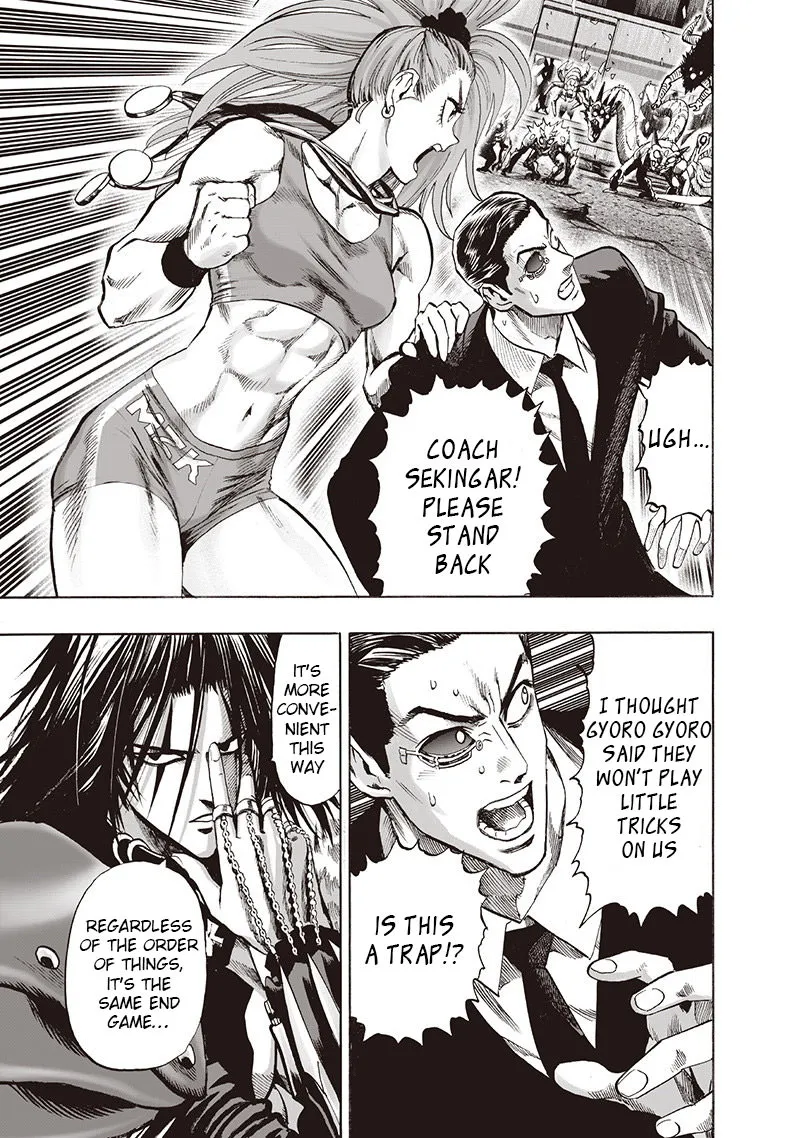 UGH...
COACH
SEKINGAR!
PLEASE
STAND
BACK
MIZK
I THOUGHT
GYORO GYORO
SAID THEY
WON'T PLAY
LITTLE
TRICKS
ON US
IS THIS
A TRAP!?
IT'S
MORE
CONVE-
NIENT
THIS
WAY
REGARDLESS
OF THE ORDER
OF THINGS,
IT'S THE
SAME END
GAME...